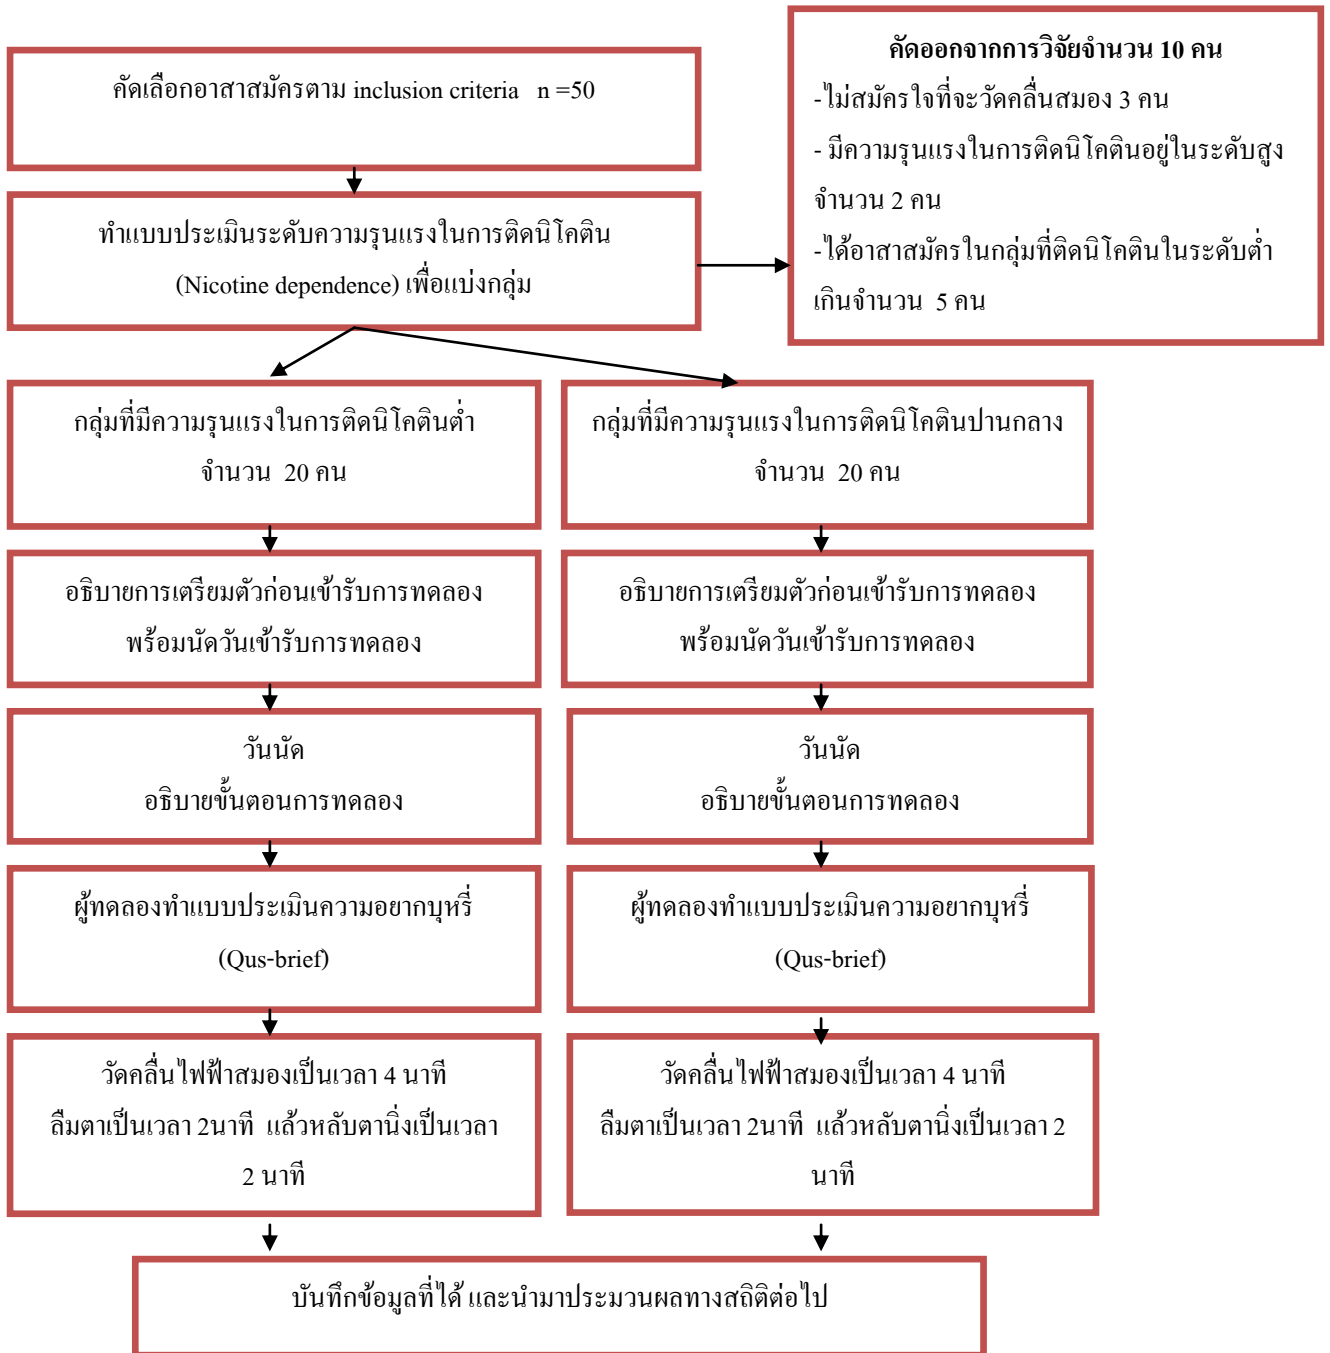 คัดเลือกอาสาสมัครตาม inclusion criteria n =50
คัดออกจากการวิจัยจำนวน 10 คน
-ไม่สมัครใจที่จะวัดคลื่นสมอง 3 คน
- มีความรุนแรงในการติดนิโคตินอยู่ในระดับสูง
จำนวน 2 คน
-ได้อาสาสมัครในกลุ่มที่ติดนิโคตินในระดับต่ำ
เกินจำนวน 5 คน
ทำแบบประเมินระดับความรุนแรงในการติดนิโคติน
(Nicotine dependence) เพื่อแบ่งกลุ่ม
กลุ่มที่มีความรุนแรงในการติดนิโคตินต่ำ
จำนวน 20 คน
กลุ่มที่มีความรุนแรงในการติดนิโคตินปานกลาง
จำนวน 20 คน
อธิบายการเตรียมตัวก่อนเข้ารับการทดลอง
พร้อมนัดวันเข้ารับการทดลอง
อธิบายการเตรียมตัวก่อนเข้ารับการทดลอง
พร้อมนัดวันเข้ารับการทดลอง
วันนัด
อธิบายขั้นตอนการทดลอง
วันนัด
อธิบายขั้นตอนการทดลอง
ผู้ทดลองทำแบบประเมินความอยากบุหรี่
(Qus-brief)
ผู้ทดลองทำแบบประเมินความอยากบุหรี่
(Qus-brief)
วัดคลื่นไฟฟ้าสมองเป็นเวลา 4 นาที
ลืมตาเป็นเวลา 2นาที แล้วหลับตานิ่งเป็นเวลา
2 นาที
วัดคลื่นไฟฟ้าสมองเป็นเวลา 4 นาที
ลืมตาเป็นเวลา 2นาที แล้วหลับตานิ่งเป็นเวลา 2
นาที
บันทึกข้อมูลที่ได้ และนำมาประมวนผลทางสถิติต่อไป